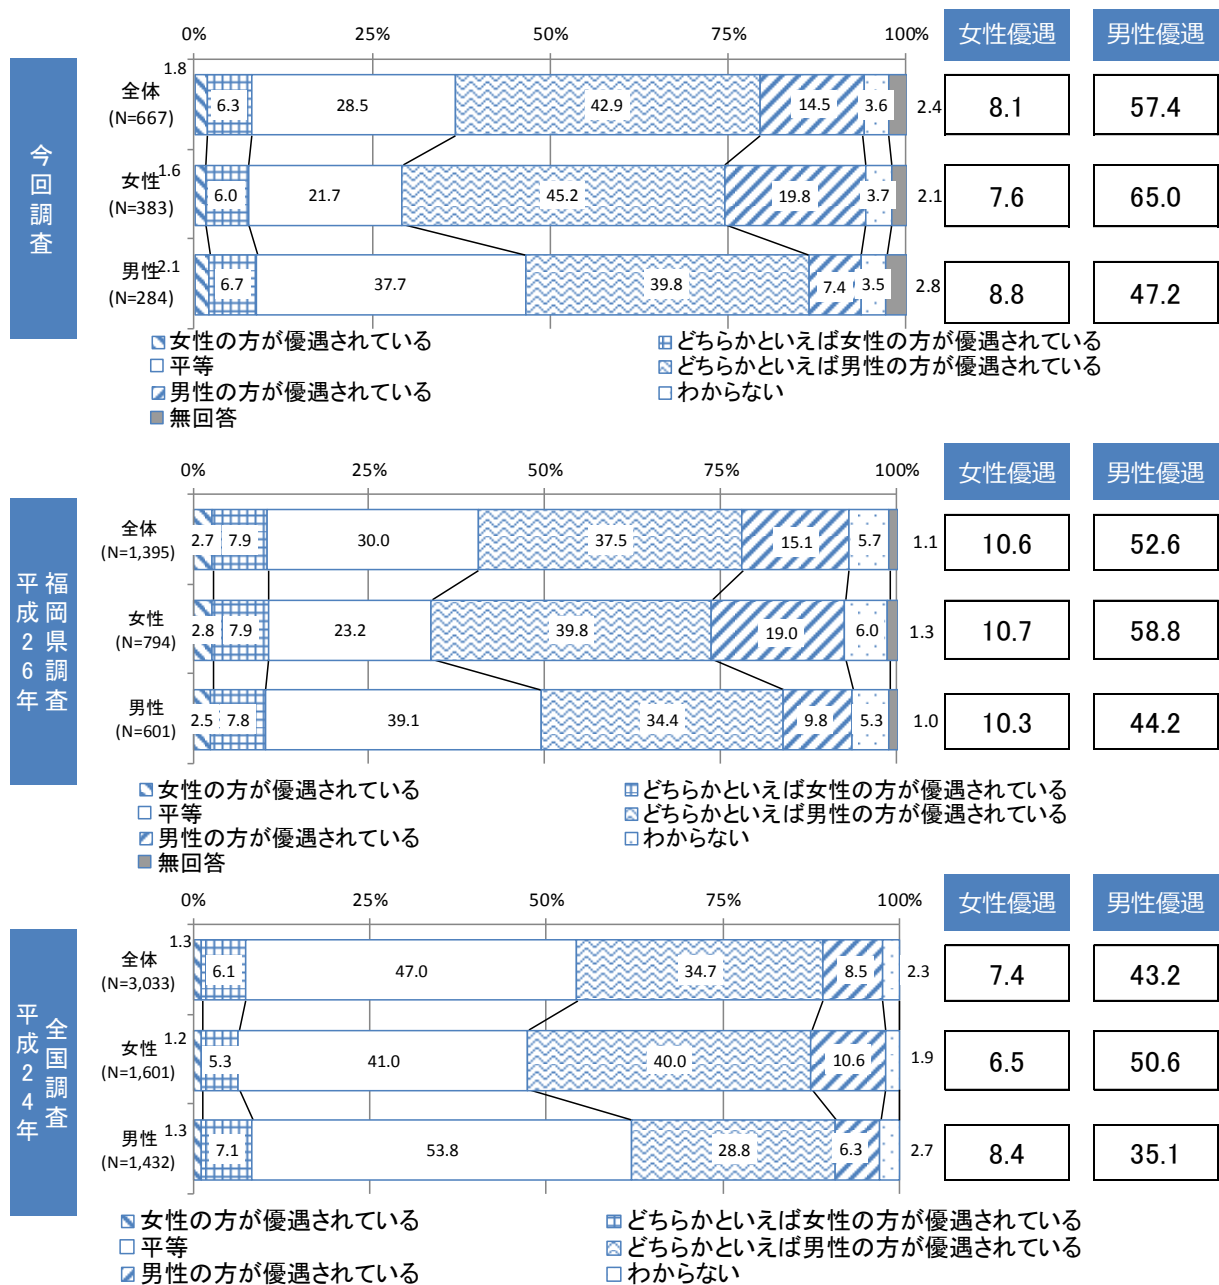 0% 25% 50% 75% 100%
女性優遇 男性優遇
今回調査
1.8
全体 6.3 28.5 42.9 14.5 3.6 2.4 8.1 57.4
(N=667)
女性 1.6 6.0 21.7 45.2 19.8 3.7 2.1 7.6 65.0
(N=383)
男性 2.1 6.7 37.7 39.8 7.4 3.5 2.8 8.8 47.2
(N=284)
女性の方が優遇されている どちらかといえば女性の方が優遇されている
平等 どちらかといえば男性の方が優遇されている
男性の方が優遇されている わからない
無回答
0% 25% 50% 75% 100%
女性優遇 男性優遇
福岡県調査
平成26年
全体 2.7 7.9 30.0 37.5 15.1 5.7 1.1 10.6 52.6
(N=1,395)
女性 2.8 7.9 23.2 39.8 19.0 6.0 1.3 10.7 58.8
(N=794)
男性 2.5 7.8 39.1 34.4 9.8 5.3 1.0 10.3 44.2
(N=601)
女性の方が優遇されている どちらかといえば女性の方が優遇されている
平等 どちらかといえば男性の方が優遇されている
男性の方が優遇されている わからない
無回答
0% 25% 50% 75% 100%
女性優遇 男性優遇
全国調査
平成24年
1.3
全体 6.1 47.0 34.7 8.5 2.3 7.4 43.2
(N=3,033)
女性 1.2 5.3 41.0 40.0 10.6 1.9 6.5 50.6
(N=1,601)
男性 1.3 7.1 53.8 28.8 6.3 2.7 8.4 35.1
(N=1,432)
女性の方が優遇されている どちらかといえば女性の方が優遇されている
平等 どちらかといえば男性の方が優遇されている
男性の方が優遇されている わからない